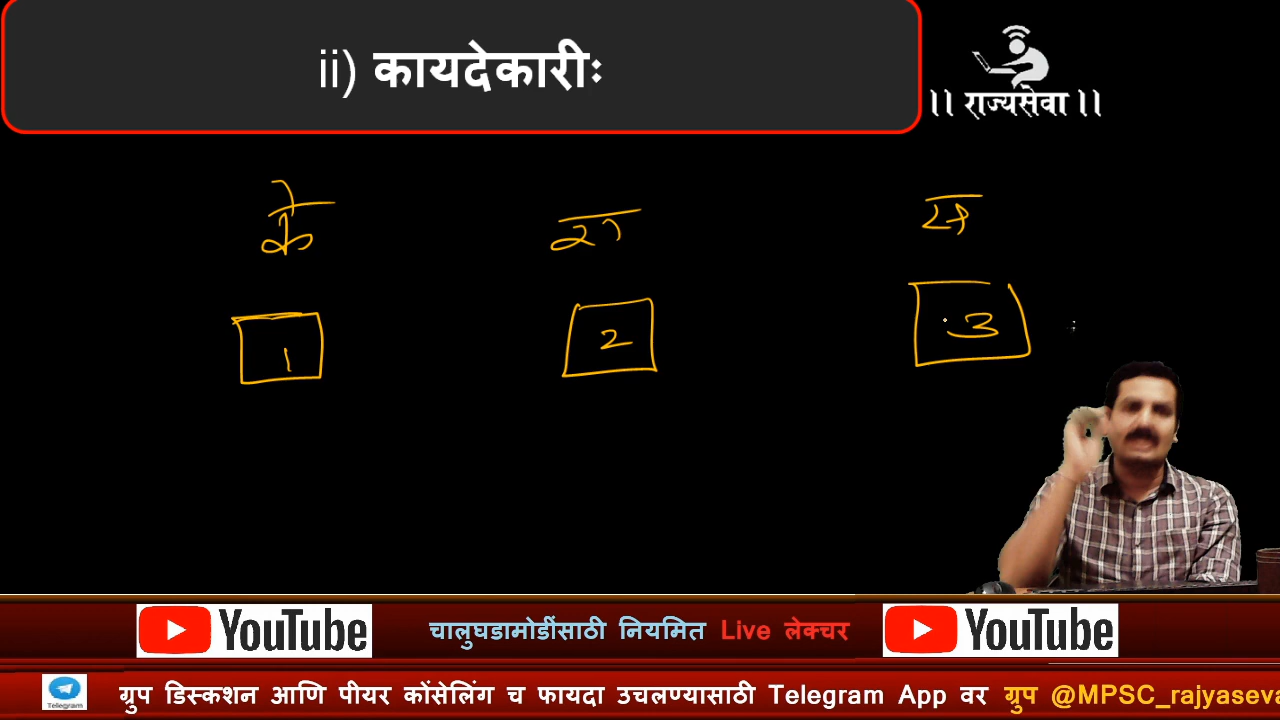 ii) कायदेकारीः
।। राज्यसेवा ।।
के
रा
स
1
2
3
YouTube
चालुघडामोडींसाठी नियमित Live लेक्चर
YouTube
Telegram
ग्रुप डिस्कशन आणि पीयर कोंसेलिंग च फायदा उचलण्यासाठी Telegram App वर ग्रुप @MPSC_rajyaseva